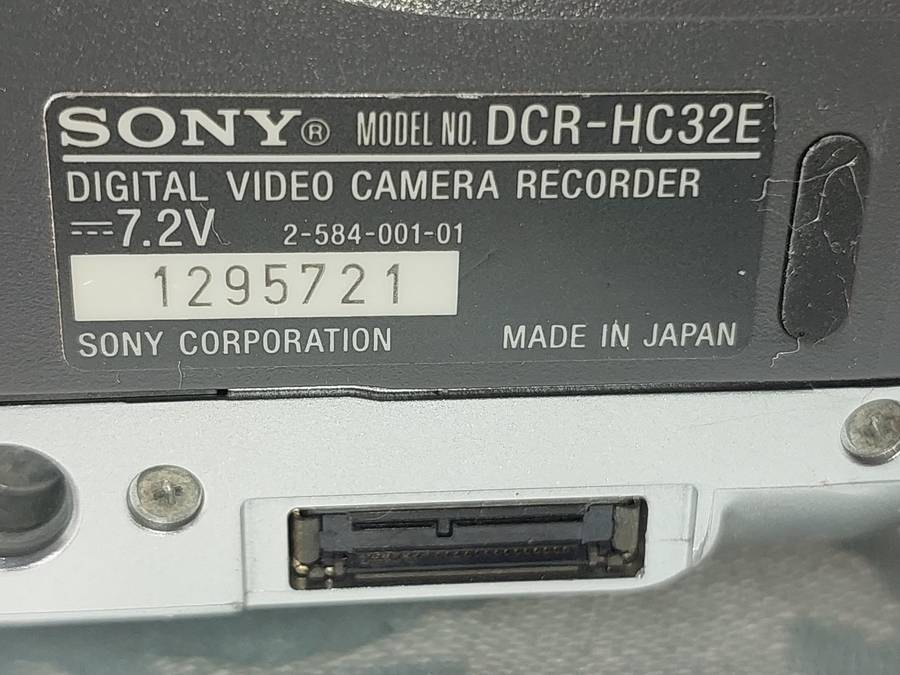 SONY® MODEL NO. DCR-HC32E
DIGITAL VIDEO CAMERA RECORDER
⎓7.2V 2-584-001-01
1295721
SONY CORPORATION MADE IN JAPAN